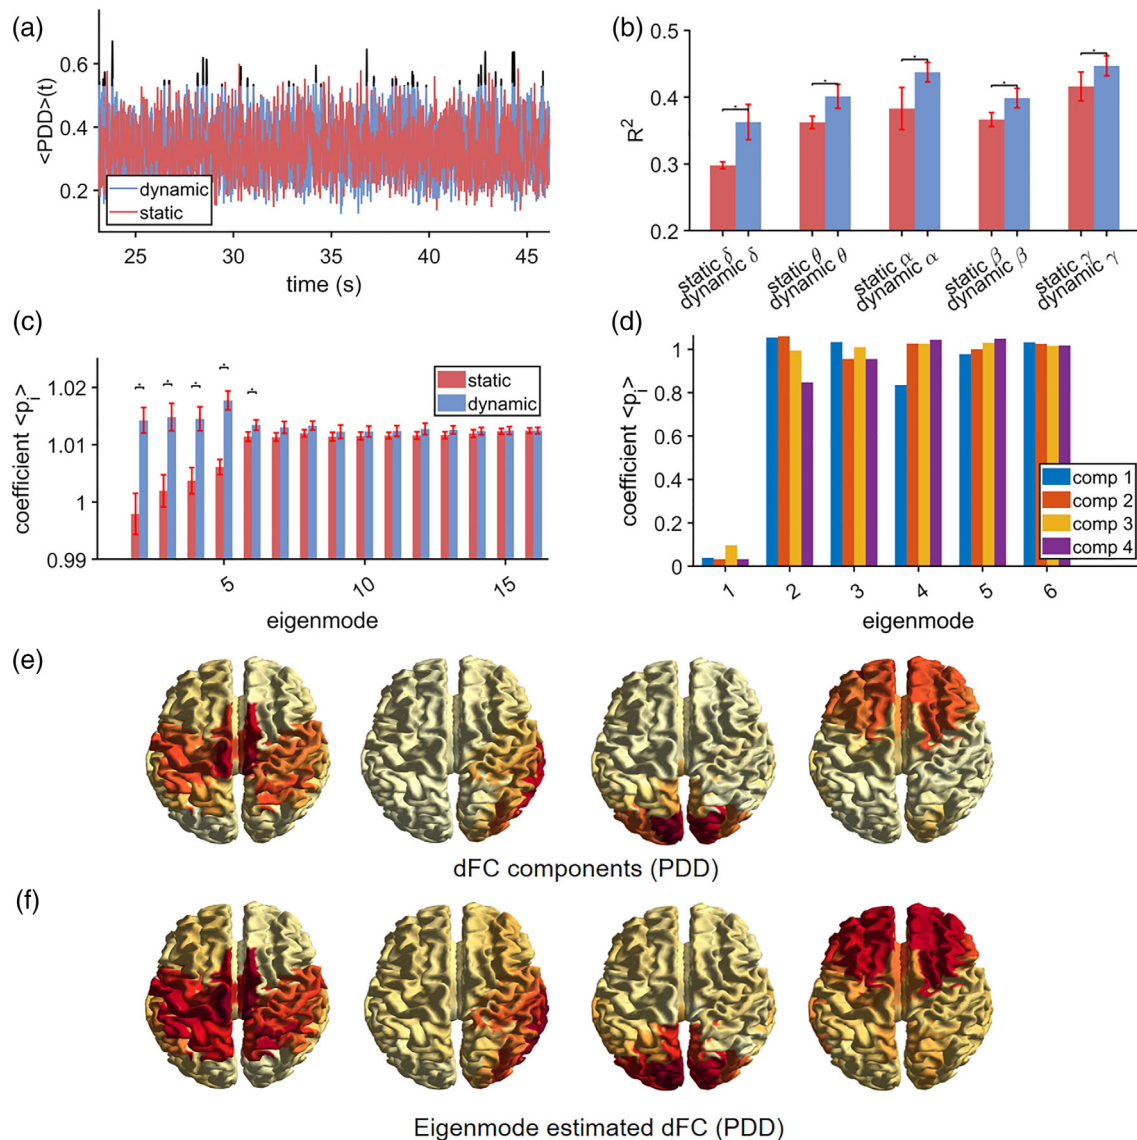 (a)
<PDD>(t)
0.6
0.4
0.2
dynamic
static
25 30 35 40 45
time (s)
(b)
R2
0.5
0.4
0.3
0.2
static δ
dynamic δ
static θ
dynamic θ
static α
dynamic α
static β
dynamic β
static γ
dynamic γ
(c)
coefficient <pi>
1.02
1.01
1
0.99
static
dynamic
5 10 15
eigenmode
(d)
coefficient <pi>
1
0.8
0.6
0.4
0.2
0
comp 1
comp 2
comp 3
comp 4
1 2 3 4 5 6
eigenmode
(e)
dFC components (PDD)
(f)
Eigenmode estimated dFC (PDD)